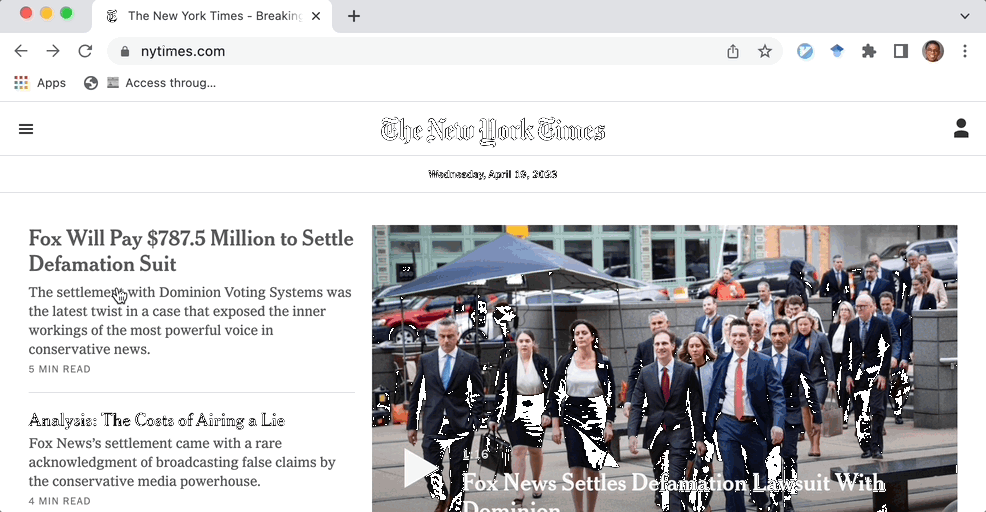 The New York Times - Breaking
nytimes.com
Apps
Access throug...
The New York Times
Wednesday, April 19, 2023
Fox Will Pay $787.5 Million to Settle
Defamation Suit
The settlement with Dominion Voting Systems was
the latest twist in a case that exposed the inner
workings of the most powerful voice in
conservative news.
5 MIN READ
Analysis: The Costs of Airing a Lie
Fox News's settlement came with a rare
acknowledgment of broadcasting false claims by
the conservative media powerhouse.
4 MIN READ
1:16
Fox News Settles Defamation Lawsuit With
Dominion